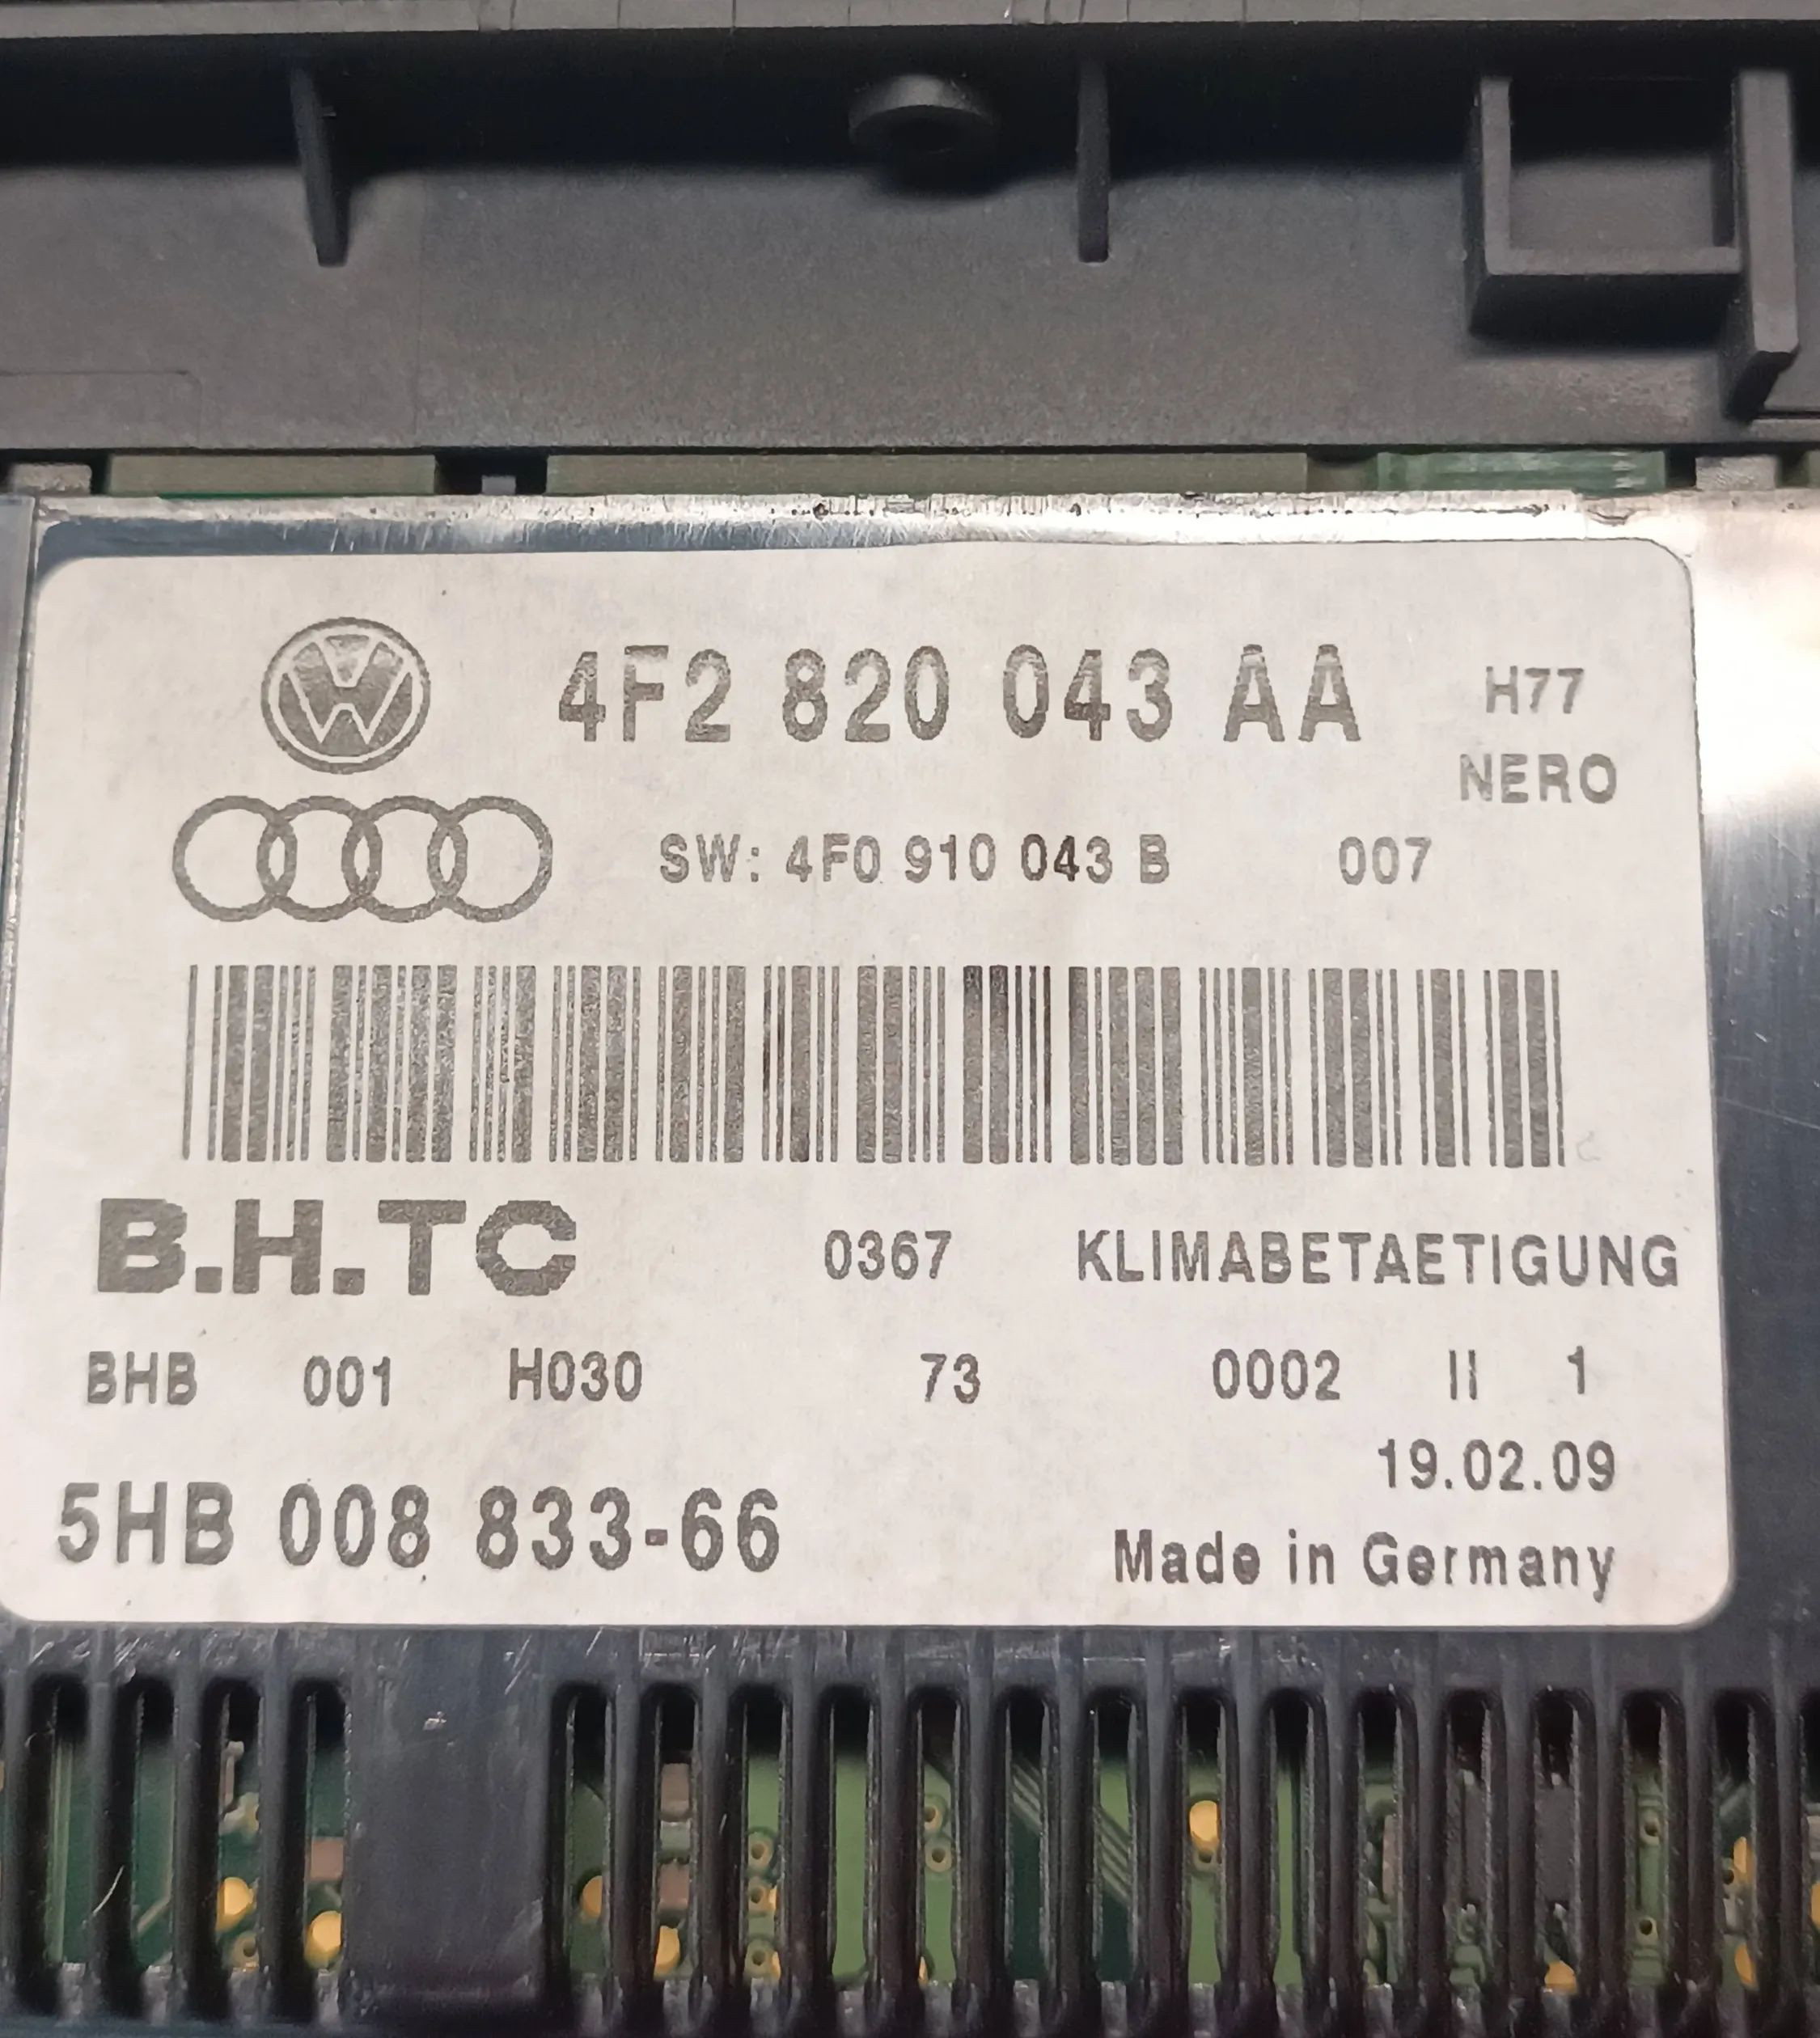 4F2 820 043 AA H77
NERO
SW: 4F0 910 043 B 007
B.H.TC 0367 KLIMABETAETIGUNG
BHB 001 H030 73 0002 II 1
19.02.09
5HB 008 833-66
Made in Germany